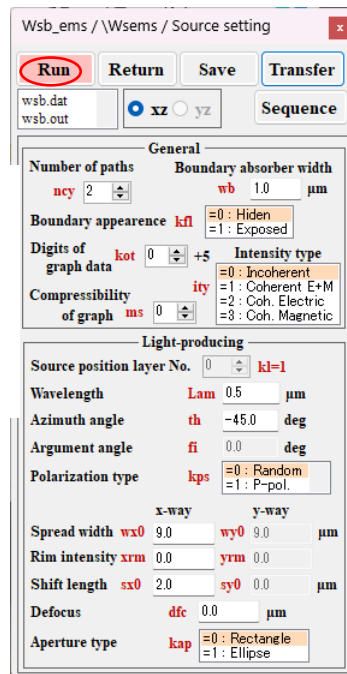 Wsb_ems / \Wsems / Source setting x
Run Return Save Transfer
wsb.dat
wsb.out
xz yz Sequence
General
Number of paths Boundary absorber width
ncy 2 wb 1.0 μm
Boundary appearence kfl =0 : Hiden
=1 : Exposed
Digits of
graph data kot 0 +5 Intensity type
ity =0 : Incoherent
=1 : Coherent E+M
=2 : Coh. Electric
=3 : Coh. Magnetic
Compressibility
of graph ms 0
Light-producing
Source position layer No. 0 kl=1
Wavelength Lam 0.5 μm
Azimuth angle th -45.0 deg
Argument angle fi 0.0 deg
Polarization type kps =0 : Random
=1 : P-pol.
x-way y-way
Spread width wx0 9.0 wy0 9.0 μm
Rim intensity xrm 0.0 yrm 0.0
Shift length sx0 2.0 sy0 0.0 μm
Defocus dfc 0.0 μm
Aperture type kap =0 : Rectangle
=1 : Ellipse